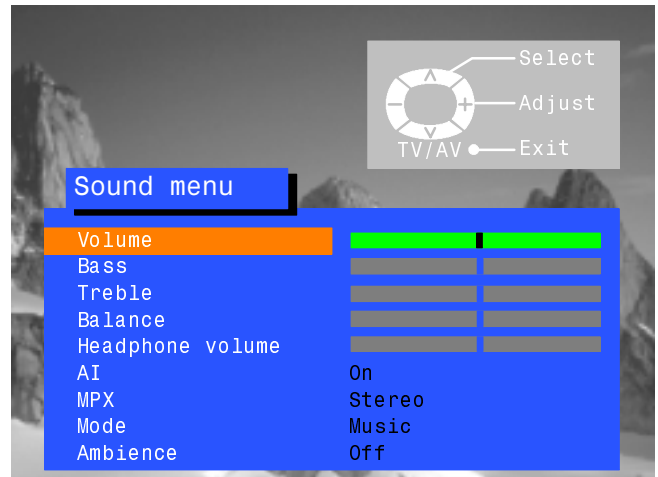 Select
Adjust
TV/AV Exit
Sound menu
Volume
Bass
Treble
Balance
Headphone volume
AI On
MPX Stereo
Mode Music
Ambience Off